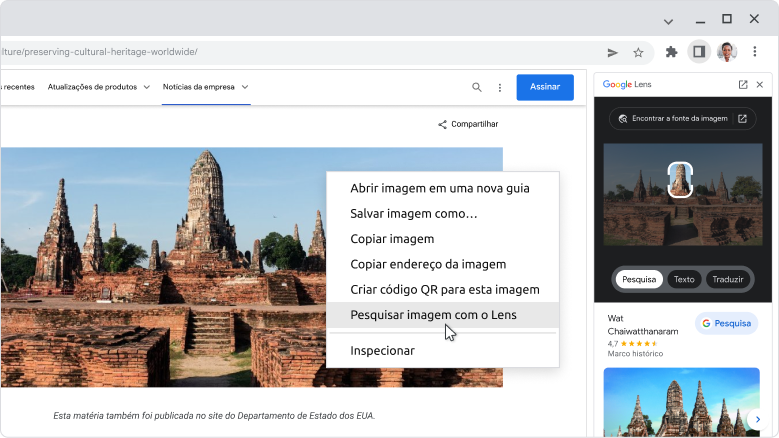 lture/preserving-cultural-heritage-worldwide/
s recentes
Atualizações de produtos
Notícias da empresa
Assinar
Compartilhar
Abrir imagem em uma nova guia
Salvar imagem como…
Copiar imagem
Copiar endereço da imagem
Criar código QR para esta imagem
Pesquisar imagem com o Lens
Inspecionar
Esta matéria também foi publicada no site do Departamento de Estado dos EUA.
Google Lens
Encontrar a fonte da imagem
Pesquisa
Texto
Traduzir
Wat
Chaiwatthanaram
4,7
Marco histórico
G Pesquisa